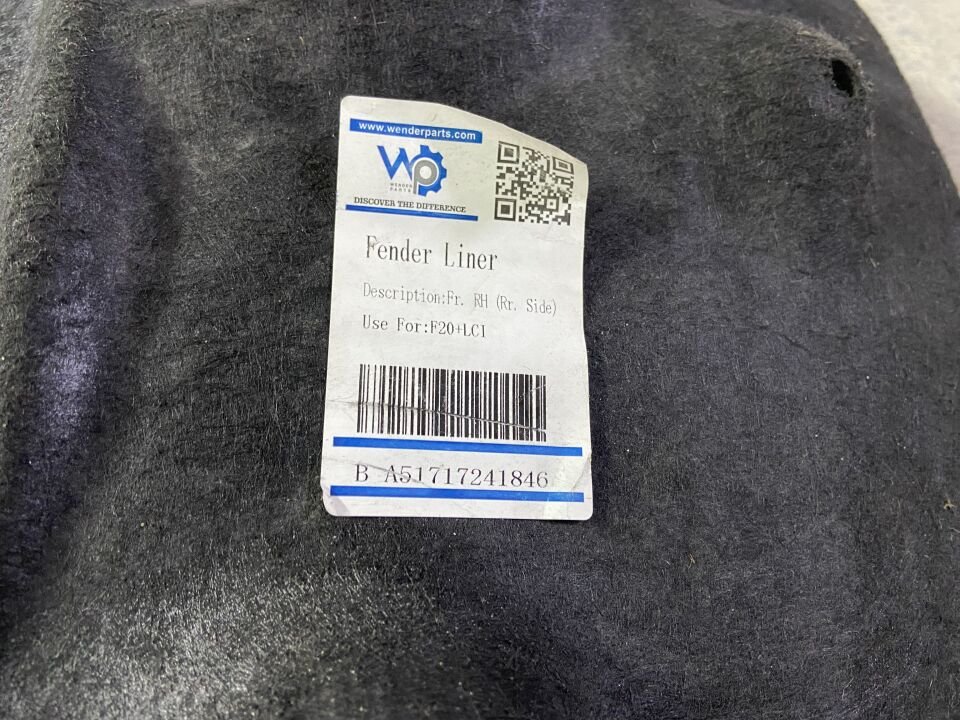 www.wenderparts.com
WP
WENDER
PARTS
DISCOVER THE DIFFERENCE
Fender Liner
Description:Fr. RH (Rr. Side)
Use For:F20+LCI
B A51717241846